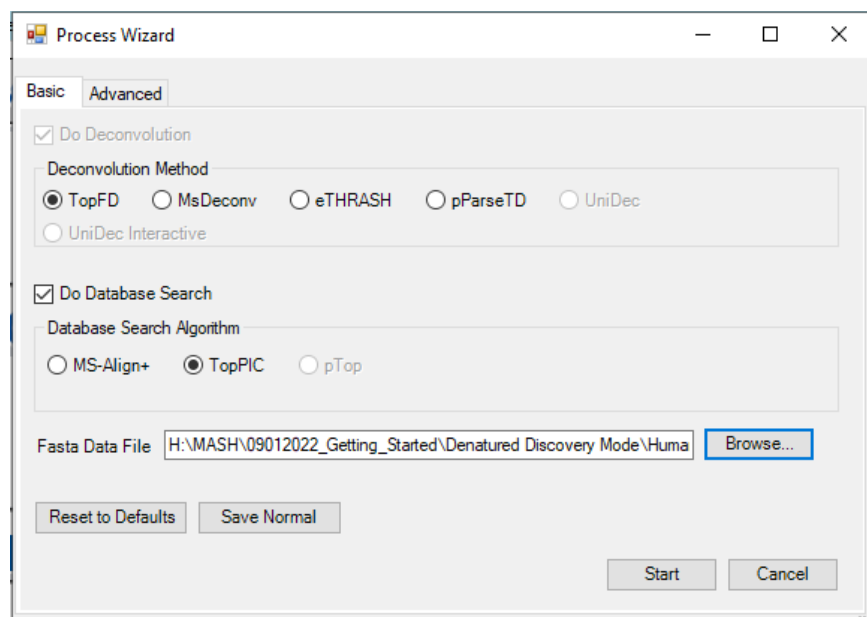 Process Wizard
Basic Advanced
Do Deconvolution
Deconvolution Method
TopFD MsDeconv eTHRASH pParseTD UniDec
UniDec Interactive
Do Database Search
Database Search Algorithm
MS-Align+ TopPIC pTop
Fasta Data File H:\MASH\09012022_Getting_Started\Denatured Discovery Mode\Huma Browse...
Reset to Defaults Save Normal
Start Cancel